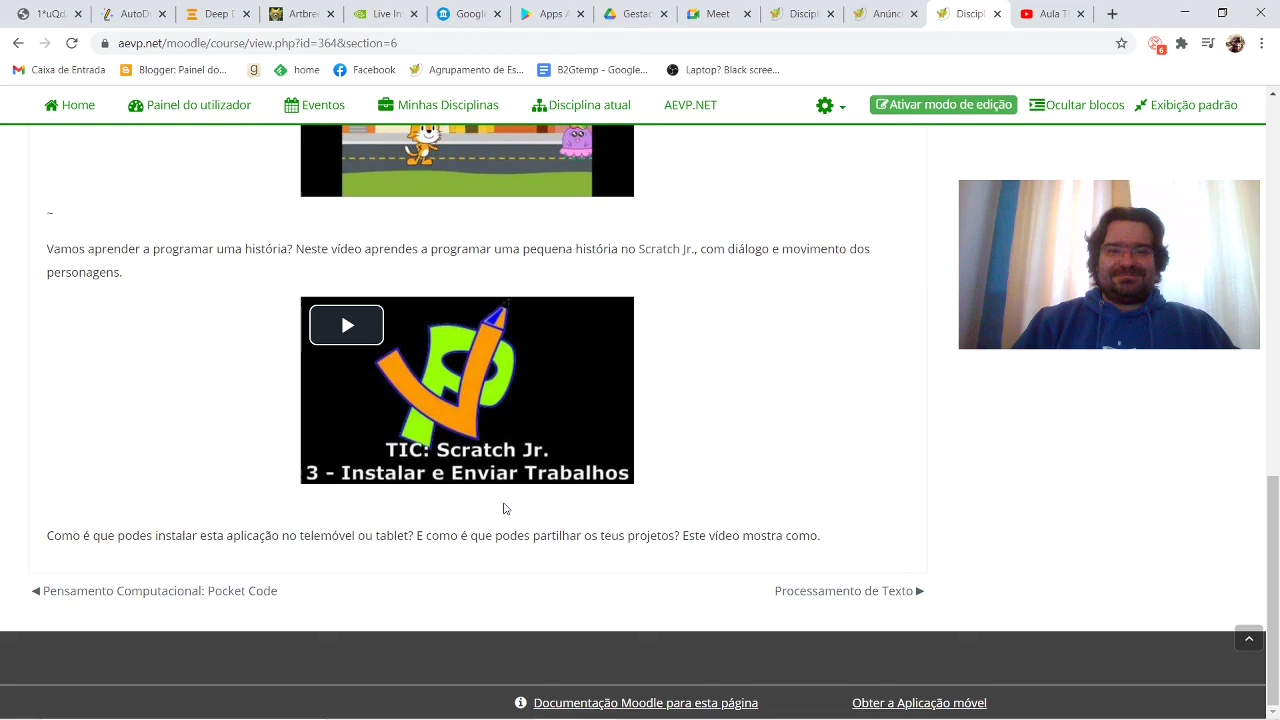 1*uQd
AutoD
Deep
Artbre
Live In
Google
Apps A
Gestac
Meet
Discipl
Anúnc
Discipl
Aula T
aevp.net/moodle/course/view.php?id=364&section=6
6
Caixa de Entrada
Blogger: Painel do...
home
Facebook
Agrupamento de Es...
B2Gtemp - Google...
Laptop? Black scree...
Home
Painel do utilizador
Eventos
Minhas Disciplinas
Disciplina atual
AEVP.NET
Ativar modo de edição
Ocultar blocos
Exibição padrão
~
Vamos aprender a programar uma história? Neste vídeo aprendes a programar uma pequena história no Scratch Jr., com diálogo e movimento dos
personagens.
TIC: Scratch Jr.
3 - Instalar e Enviar Trabalhos
Como é que podes instalar esta aplicação no telemóvel ou tablet? E como é que podes partilhar os teus projetos? Este vídeo mostra como.
◀ Pensamento Computacional: Pocket Code
Processamento de Texto ▶
Documentação Moodle para esta página
Obter a Aplicação móvel